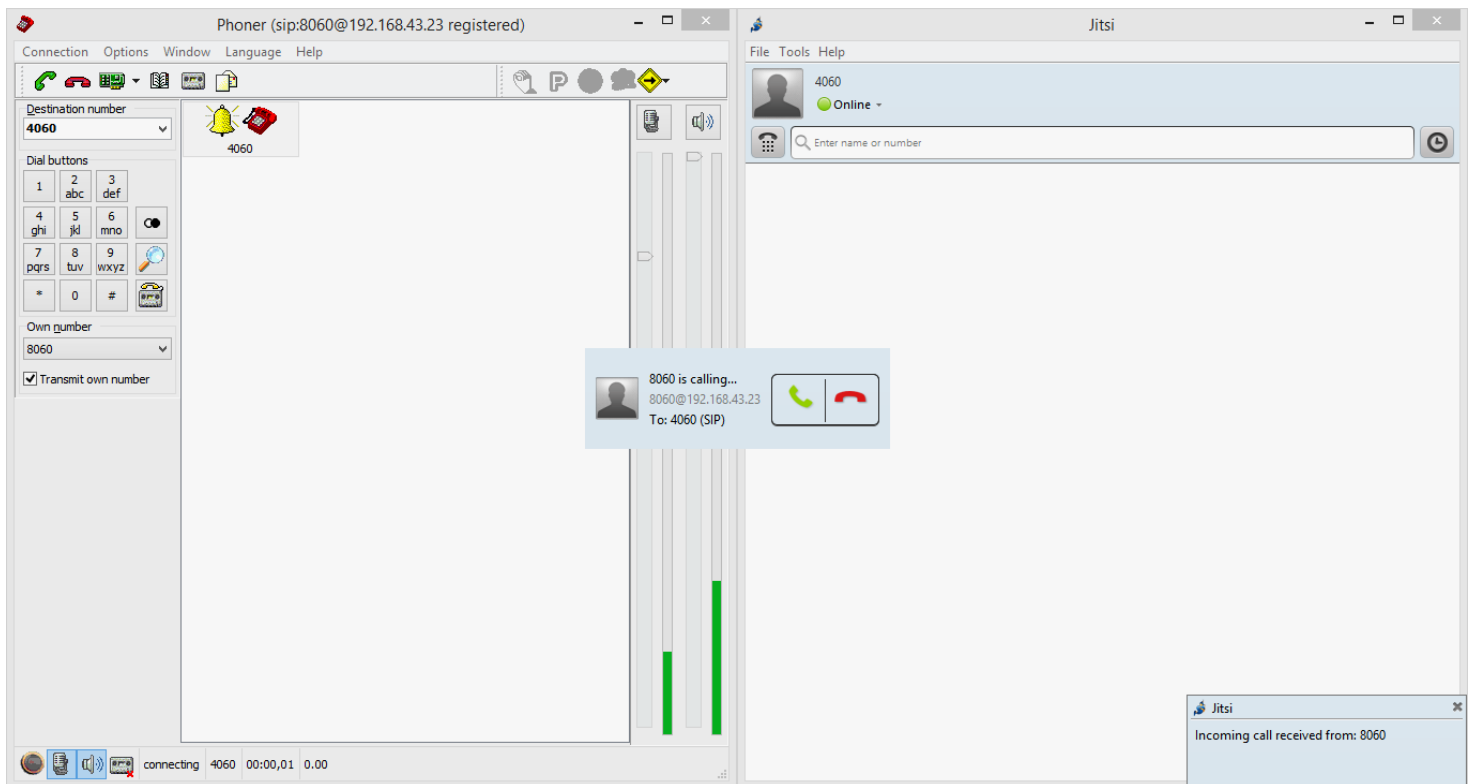 Phoner (sip:8060@192.168.43.23 registered)
Connection Options Window Language Help
P
Destination number
4060
4060
Dial buttons
1 2 abc 3 def
4 ghi 5 jkl 6 mno
7 pqrs 8 tuv 9 wxyz
* 0 #
Own number
8060
Transmit own number
connecting 4060 00:00,01 0.00
Jitsi
File Tools Help
4060
Online
Enter name or number
8060 is calling...
8060@192.168.43.23
To: 4060 (SIP)
Jitsi
Incoming call received from: 8060